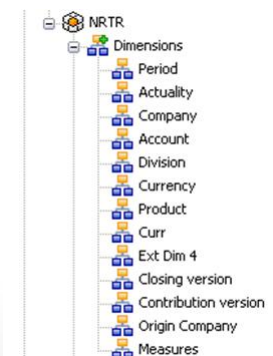 NRTR
Dimensions
Period
Actuality
Company
Account
Division
Currency
Product
Curr
Ext Dim 4
Closing version
Contribution version
Origin Company
Measures